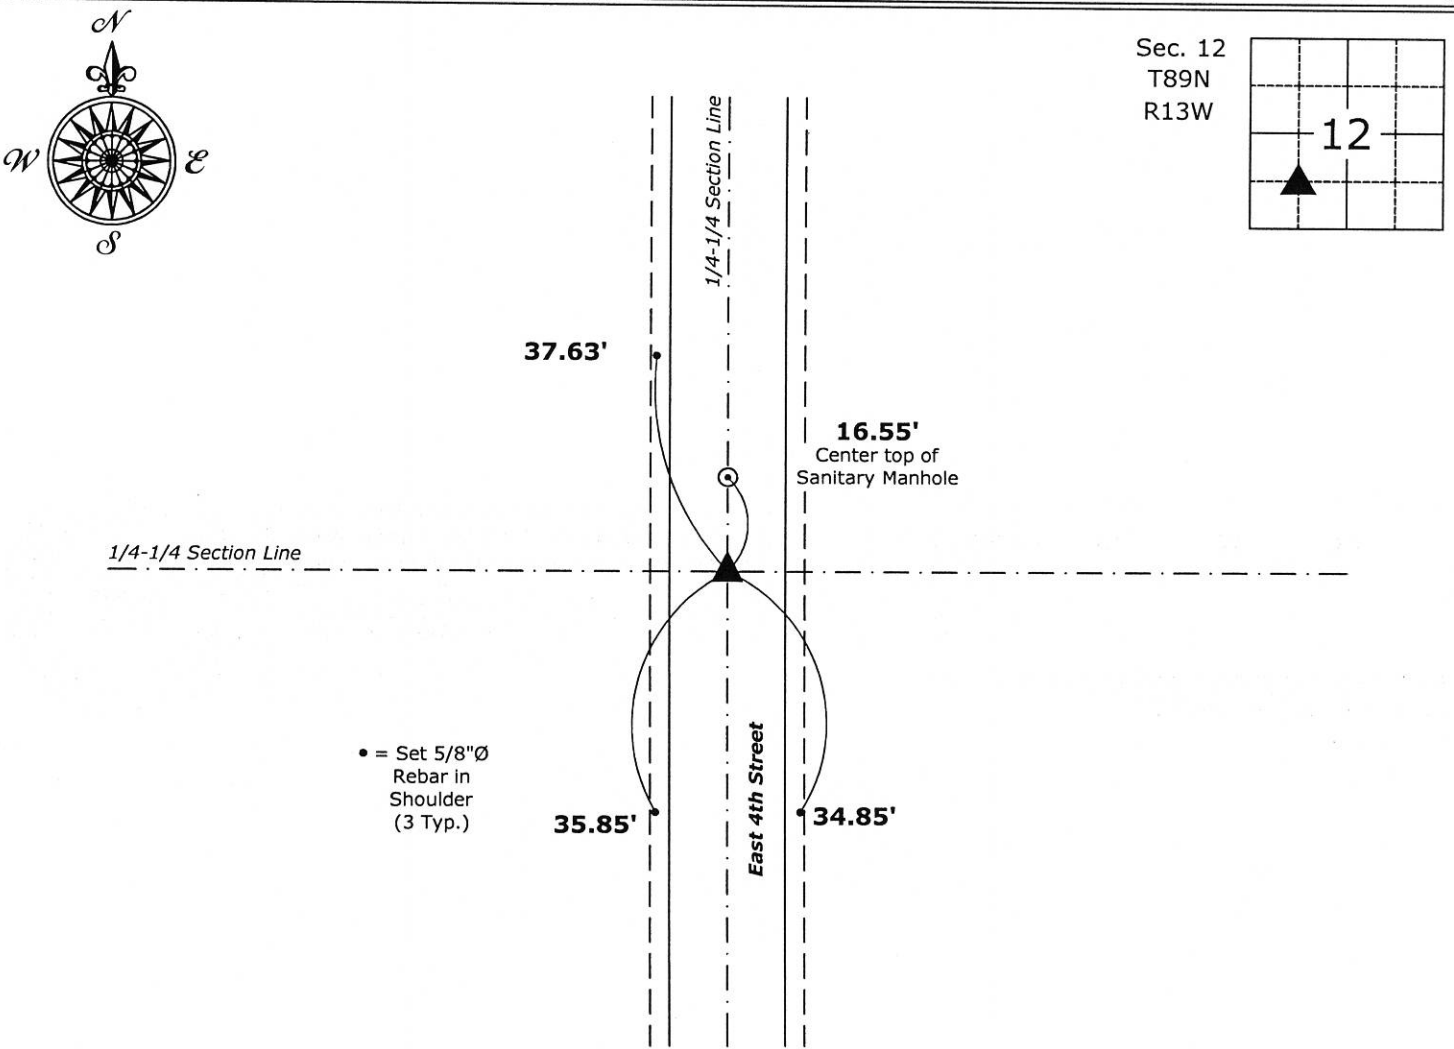 N
W
E
S
Sec. 12
T89N
R13W
12
1/4-1/4 Section Line
37.63'
16.55'
Center top of
Sanitary Manhole
1/4-1/4 Section Line
East 4th Street
• = Set 5/8"Ø
Rebar in
Shoulder
(3 Typ.)
35.85'
34.85'